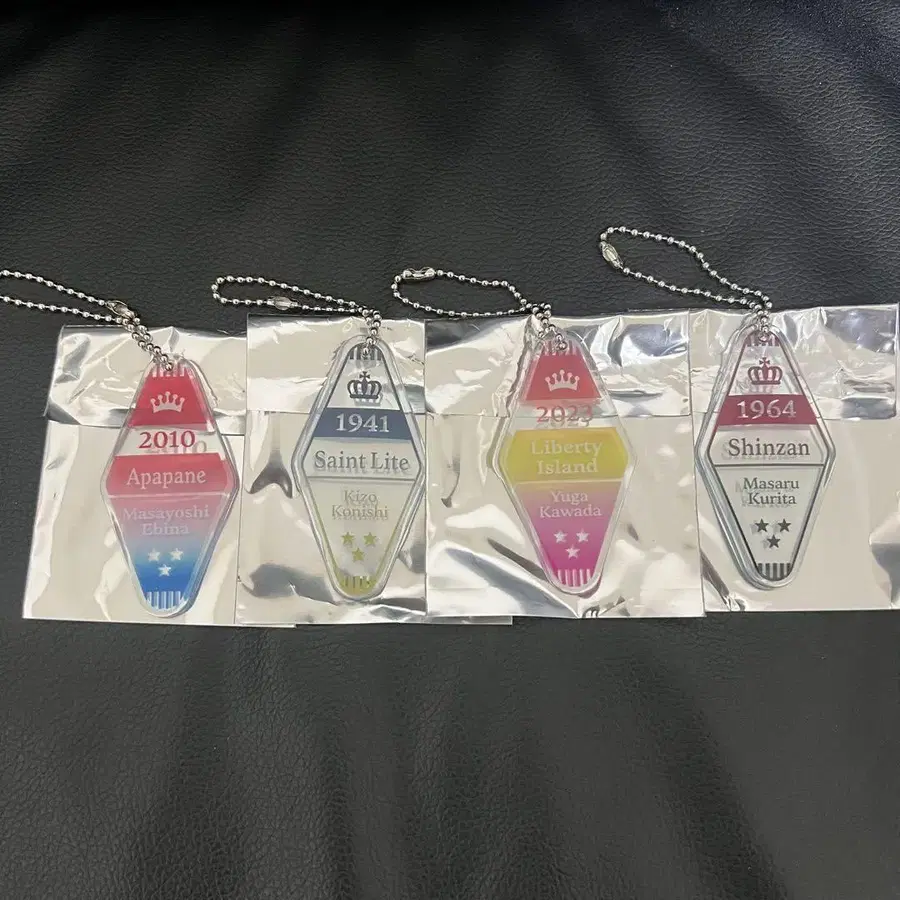 2010
Apapane
Masayoshi
Ebina
1941
Saint Lite
Kizo
Konishi
2023
Liberty
Island
Yuga
Kawada
1964
Shinzan
Masaru
Kurita